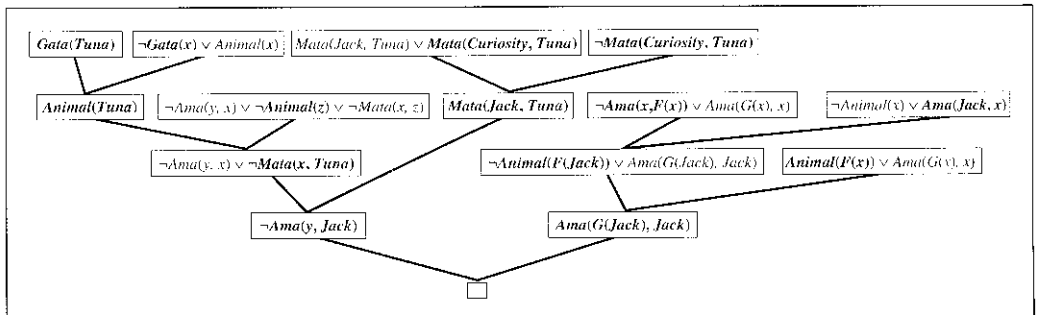 Gata(Tuna) ¬Gata(x) ∨ Animal(x) Mata(Jack, Tuna) ∨ Mata(Curiosity, Tuna) ¬Mata(Curiosity, Tuna)
Animal(Tuna) ¬Ama(y, x) ∨ ¬Animal(z) ∨ ¬Mata(x, z) Mata(Jack, Tuna) ¬Ama(x,F(x)) ∨ Ama(G(x), x) ¬Animal(x) ∨ Ama(Jack, x)
¬Ama(y, x) ∨ ¬Mata(x, Tuna) ¬Animal(F(Jack)) ∨ Ama(G(Jack), Jack) Animal(F(x)) ∨ Ama(G(x), x)
¬Ama(y, Jack) Ama(G(Jack), Jack)